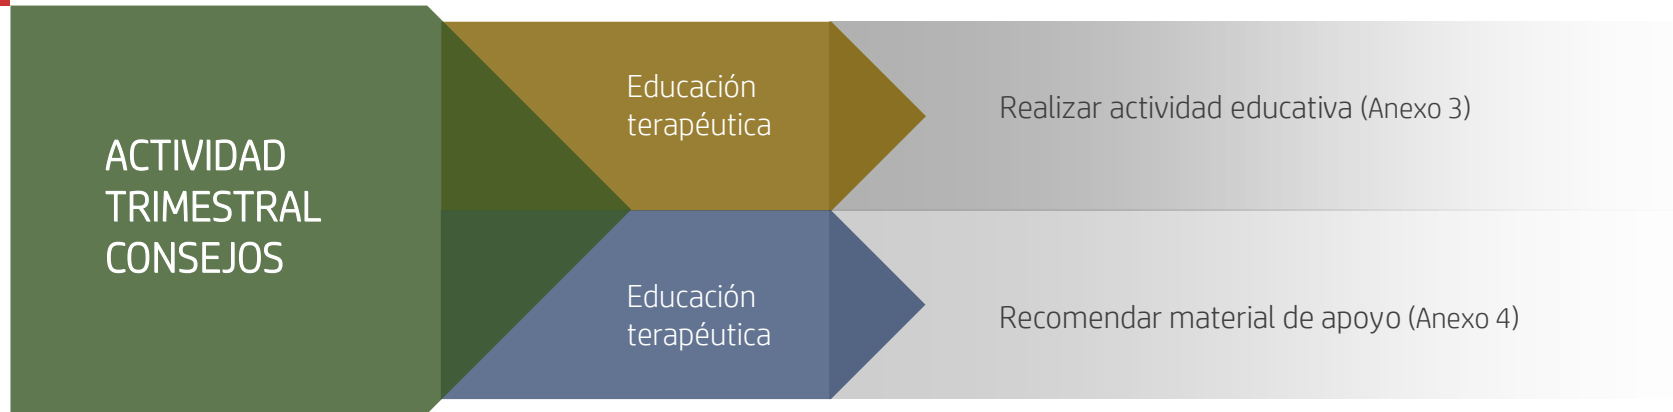 ACTIVIDAD
TRIMESTRAL
CONSEJOS
Educación
terapéutica
Realizar actividad educativa (Anexo 3)
Educación
terapéutica
Recomendar material de apoyo (Anexo 4)